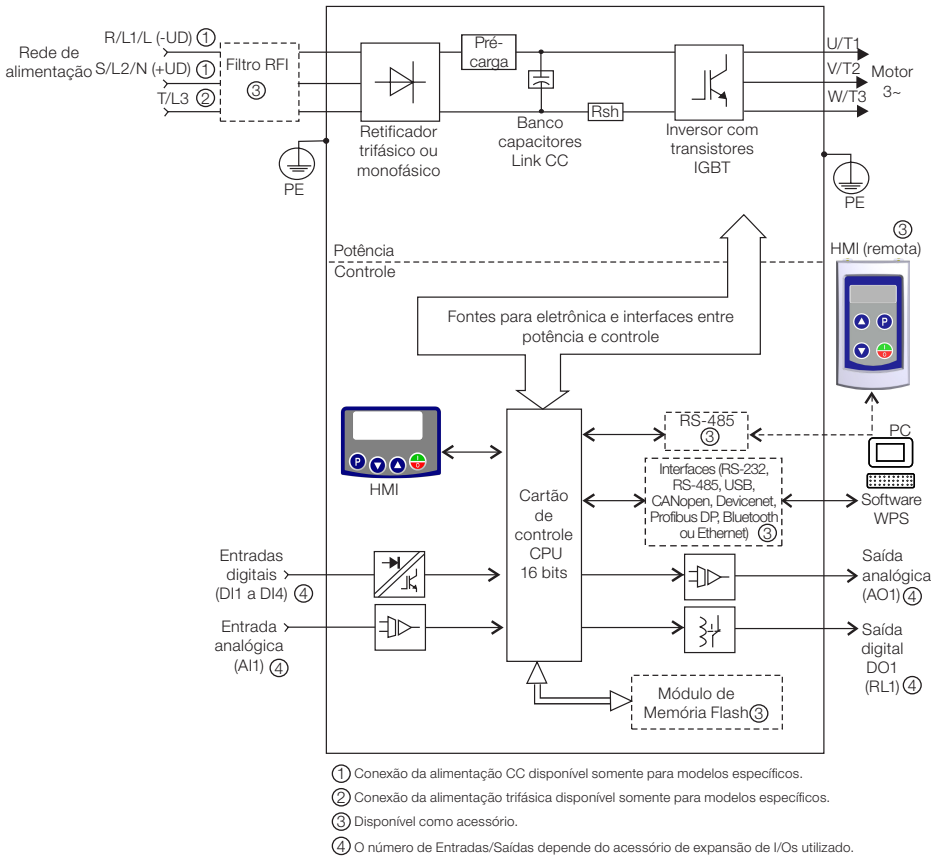 R/L1/L (-UD) ①
Rede de
alimentação
S/L2/N (+UD) ①
T/L3 ②
Filtro RFI
③
Pré-
carga
U/T1
V/T2
W/T3
Motor
3~
Rsh
Retificador
trifásico ou
monofásico
Banco
capacitores
Link CC
Inversor com
transistores
IGBT
PE
PE
Potência
Controle
③
HMI (remota)
P
I
0
Fontes para eletrônica e interfaces entre
potência e controle
P
I
0
HMI
RS-485
③
PC
Interfaces (RS-232,
RS-485, USB,
CANopen, Devicenet,
Profibus DP, Bluetooth
ou Ethernet) ③
Software
WPS
Cartão
de
controle
CPU
16 bits
Entradas
digitais
(DI1 a DI4) ④
Saída
analógica
(AO1) ④
Entrada
analógica
(AI1) ④
Saída
digital
DO1
(RL1) ④
Módulo de
Memória Flash ③
① Conexão da alimentação CC disponível somente para modelos específicos.
② Conexão da alimentação trifásica disponível somente para modelos específicos.
③ Disponível como acessório.
④ O número de Entradas/Saídas depende do acessório de expansão de I/Os utilizado.